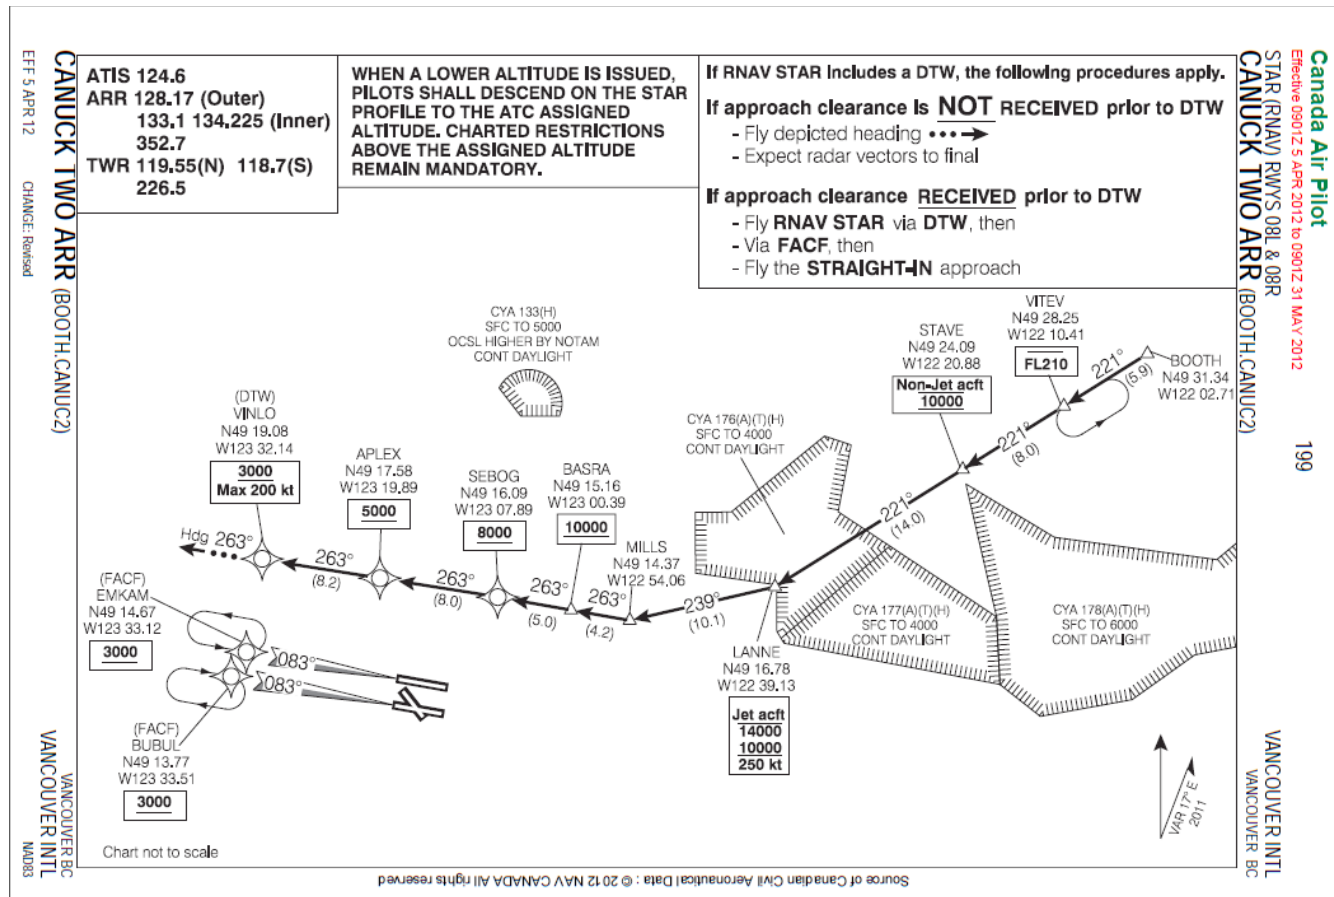 Canada Air Pilot
Effective 0901Z 5 APR 2012 to 0901Z 31 MAY 2012
199
STAR (RNAV) RWYS 08L & 08R
CANUCK TWO ARR (BOOTH.CANUC2)
VANCOUVER INTL
VANCOUVER BC
ATIS 124.6
ARR 128.17 (Outer)
133.1 134.225 (Inner)
352.7
TWR 119.55(N) 118.7(S)
226.5
WHEN A LOWER ALTITUDE IS ISSUED,
PILOTS SHALL DESCEND ON THE STAR
PROFILE TO THE ATC ASSIGNED
ALTITUDE. CHARTED RESTRICTIONS
ABOVE THE ASSIGNED ALTITUDE
REMAIN MANDATORY.
If RNAV STAR includes a DTW, the following procedures apply.
If approach clearance is NOT RECEIVED prior to DTW
- Fly depicted heading
- Expect radar vectors to final
If approach clearance RECEIVED prior to DTW
- Fly RNAV STAR via DTW, then
- Via FACF, then
- Fly the STRAIGHT-IN approach
CYA 133(H)
SFC TO 5000
OCSL HIGHER BY NOTAM
CONT DAYLIGHT
VITEV
N49 28.25
W122 10.41
FL210
221°
(5.9)
BOOTH
N49 31.34
W122 02.71
STAVE
N49 24.09
W122 20.88
Non-Jet acft
10000
221°
(8.0)
CYA 176(A)(T)(H)
SFC TO 4000
CONT DAYLIGHT
221°
(14.0)
(DTW)
VINLO
N49 19.08
W123 32.14
3000
Max 200 kt
APLEX
N49 17.58
W123 19.89
5000
SEBOG
N49 16.09
W123 07.89
8000
BASRA
N49 15.16
W123 00.39
10000
MILLS
N49 14.37
W122 54.06
Hdg 263°
263°
(8.2)
263°
(8.0)
263°
(5.0)
263°
(4.2)
239°
(10.1)
CYA 177(A)(T)(H)
SFC TO 4000
CONT DAYLIGHT
CYA 178(A)(T)(H)
SFC TO 6000
CONT DAYLIGHT
LANNE
N49 16.78
W122 39.13
Jet acft
14000
10000
250 kt
(FACF)
EMKAM
N49 14.67
W123 33.12
3000
083°
083°
(FACF)
BUBUL
N49 13.77
W123 33.51
3000
VAR 17° E
2011
Chart not to scale
Source of Canadian Civil Aeronautical Data : © 2012 NAV CANADA All rights reserved
CANUCK TWO ARR (BOOTH.CANUC2)
EFF 5 APR 12
CHANGE: Revised
VANCOUVER BC
VANCOUVER INTL
NAD83